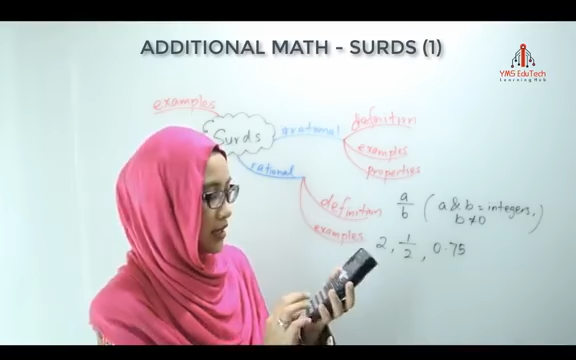 ADDITIONAL MATH - SURDS (1)
YMS EduTech
Learning Hub
examples
Surds
irrational
definition
examples
properties
rational
definition
a/b (a & b = integers,
b ≠ 0)
examples
2, 1/2, 0.75